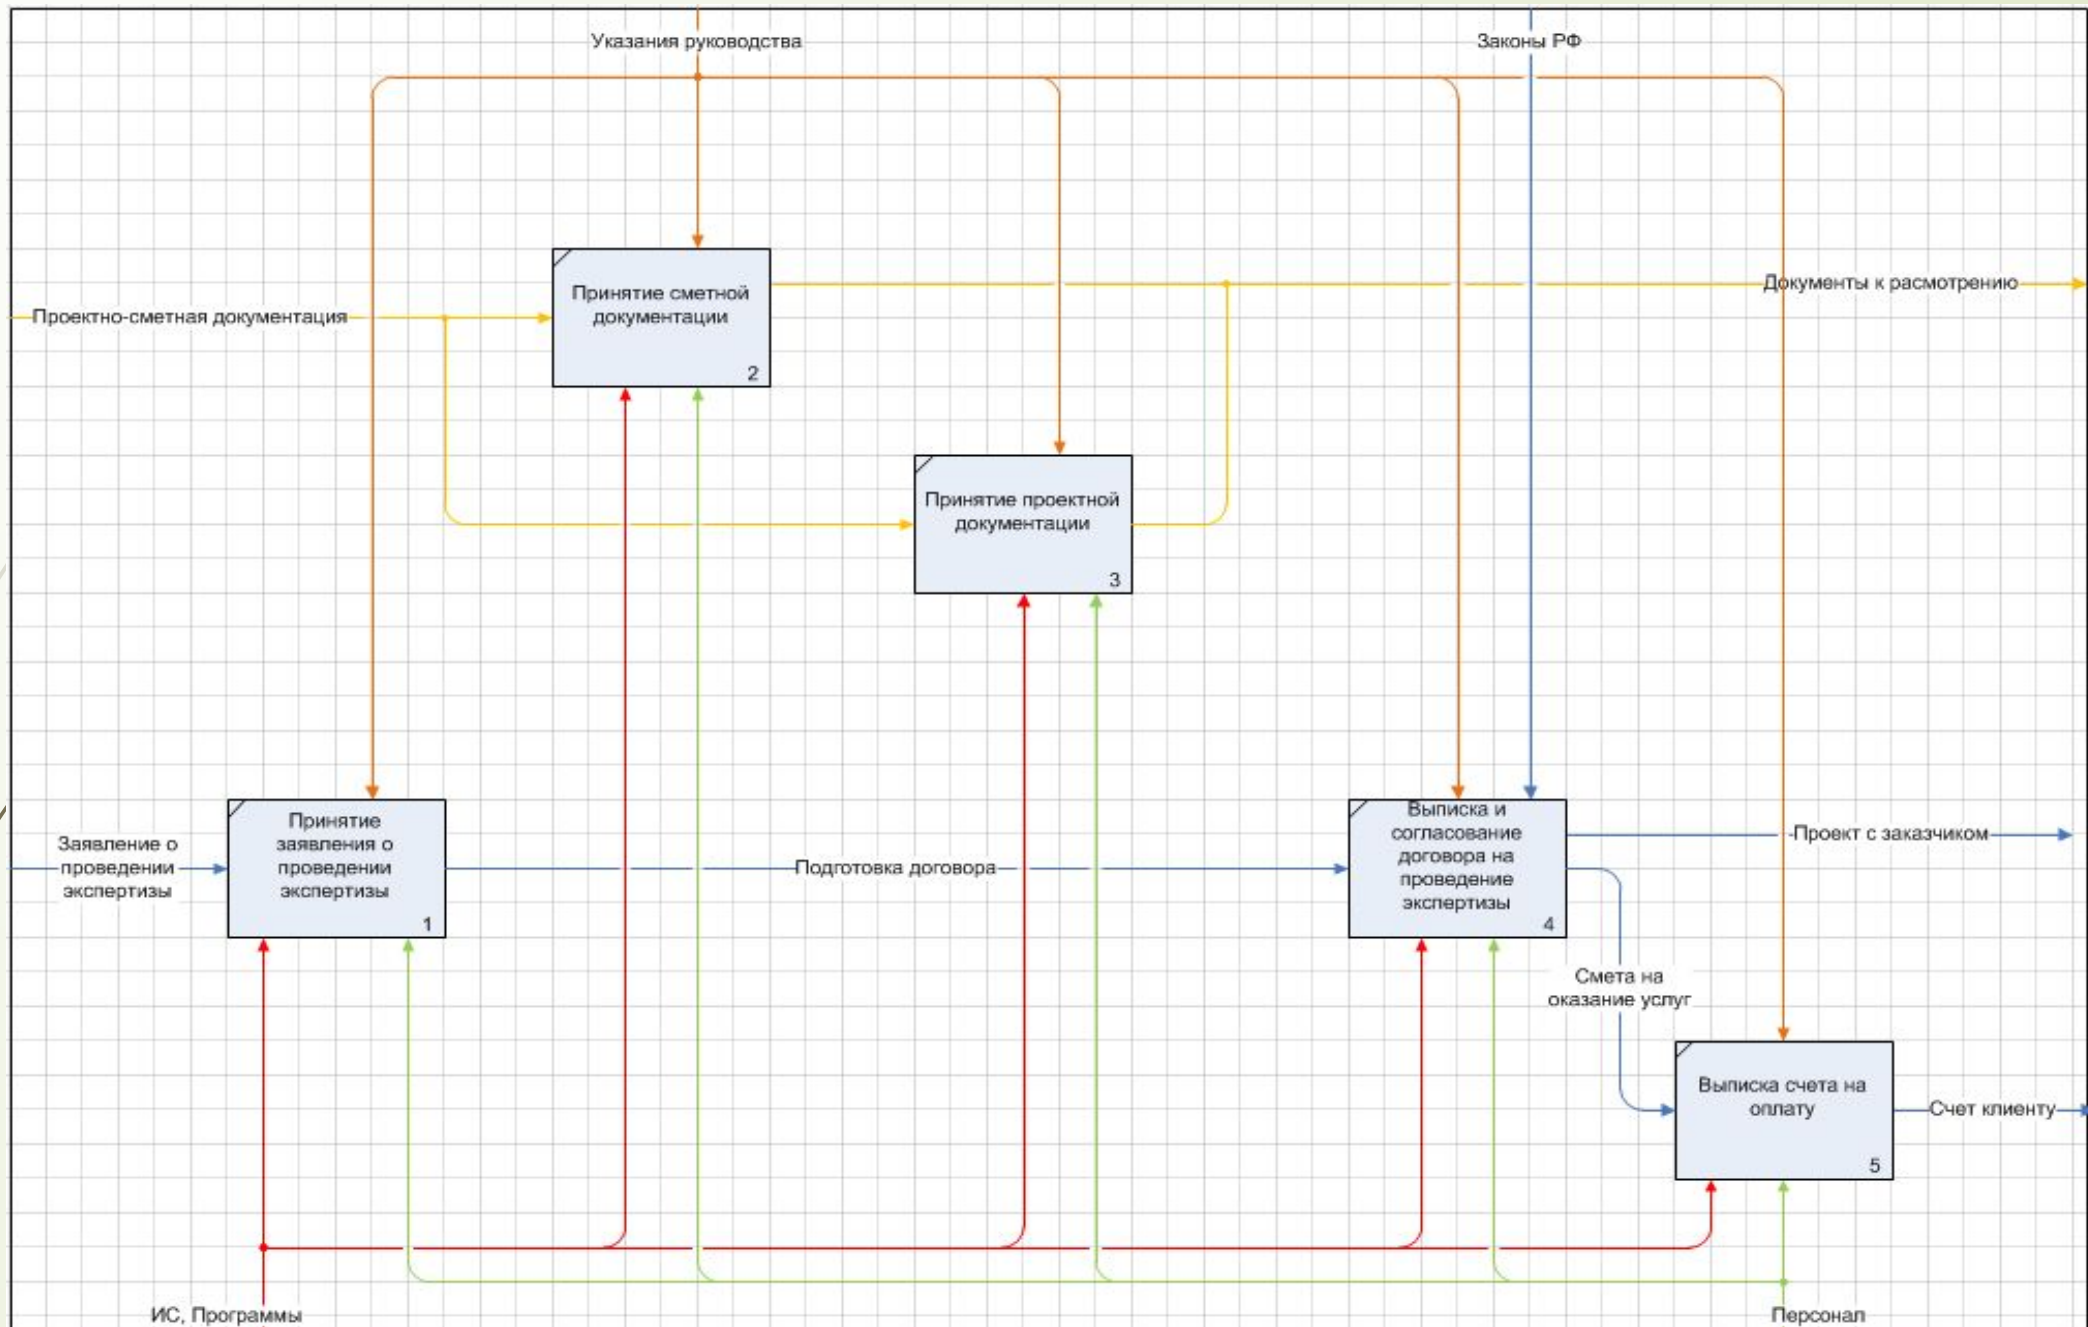 Указания руководства
Законы РФ
Принятие сметной
документации
2
Документы к расмотрению
Проектно-сметная документация
Принятие проектной
документации
3
Заявление о
проведении
экспертизы
Принятие
заявления о
проведении
экспертизы
1
Подготовка договора
Выписка и
согласование
договора на
проведение
экспертизы
4
Проект с заказчиком
Смета на
оказание услуг
Выписка счета на
оплату
5
Счет клиенту
ИС, Программы
Персонал